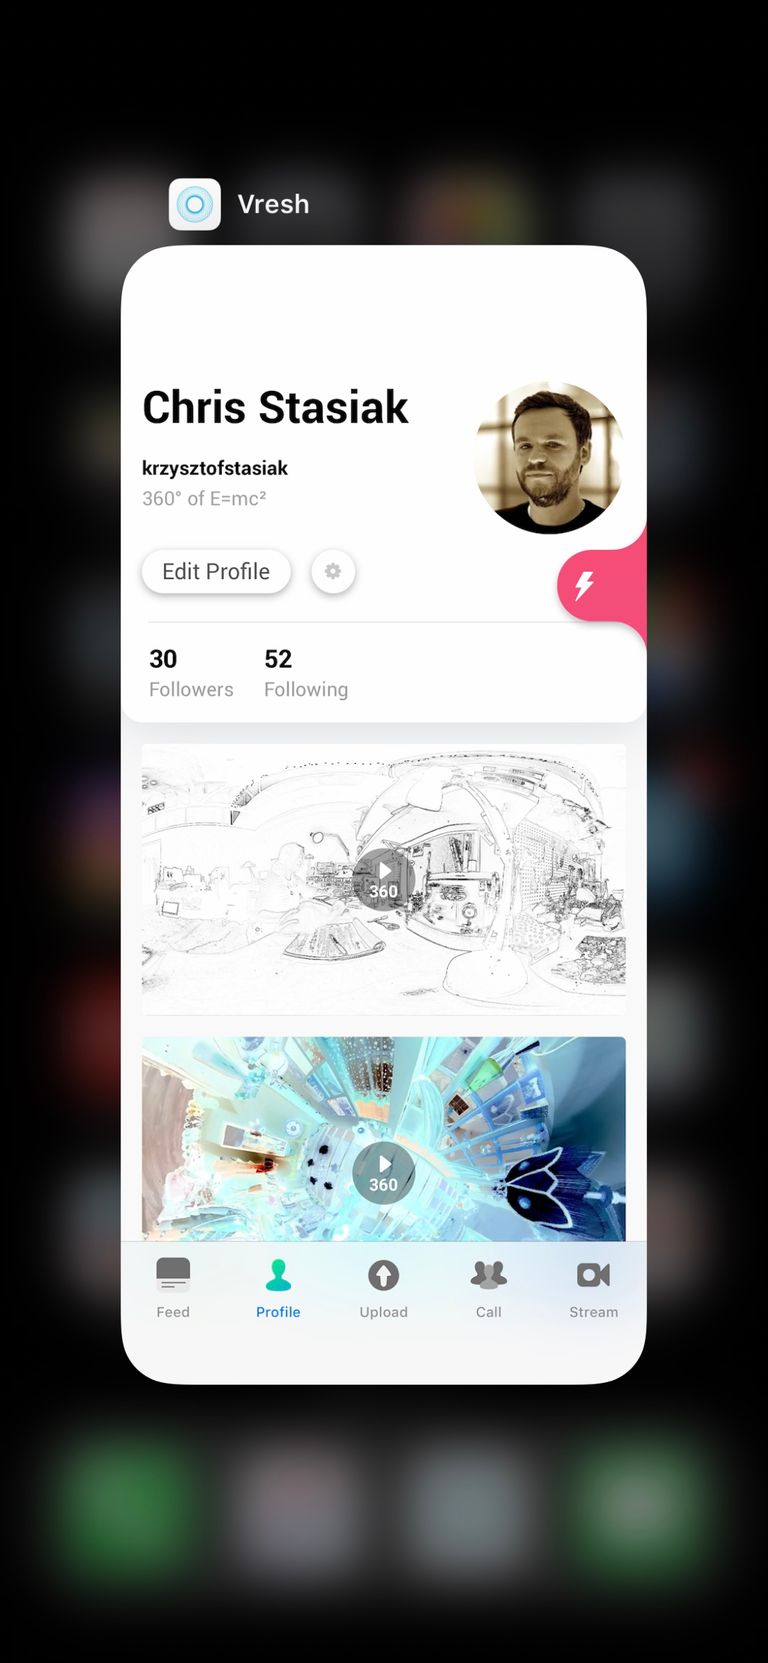 Vresh
Chris Stasiak
krzysztofstasiak
360° of E=mc²
Edit Profile
30
Followers
52
Following
360
360
Feed
Profile
Upload
Call
Stream